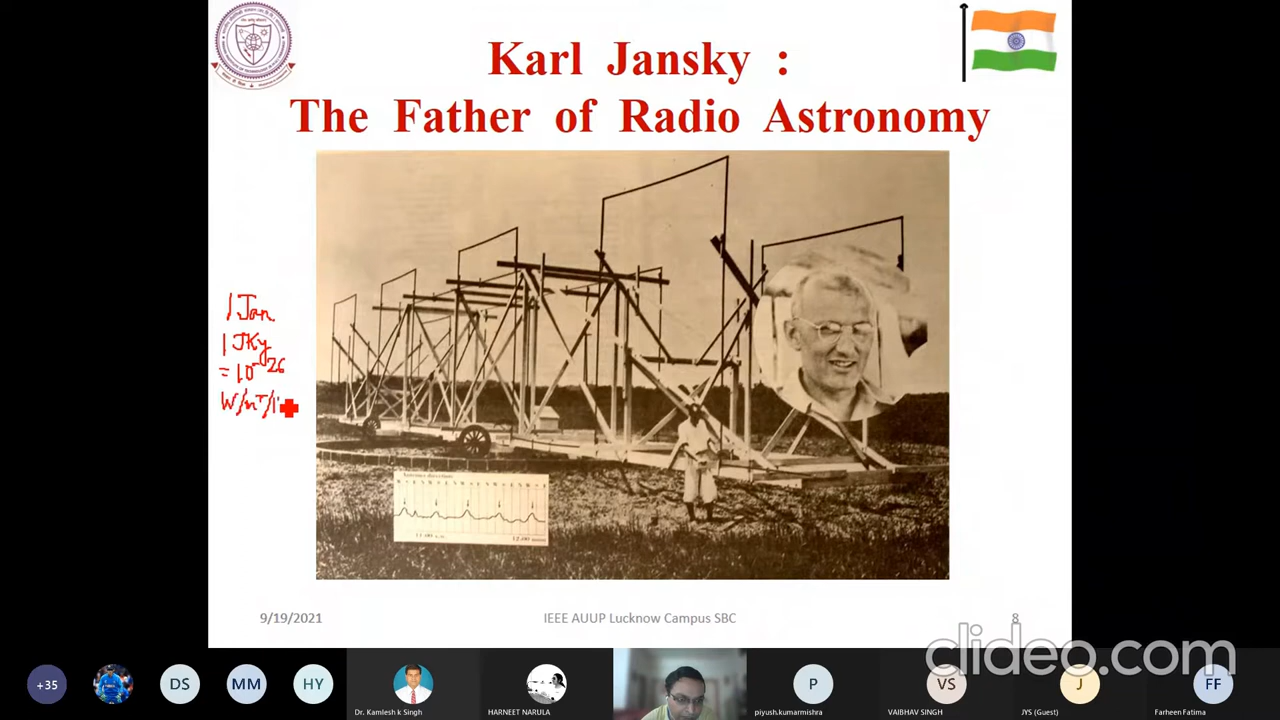 Karl Jansky :
The Father of Radio Astronomy
1 Jan
1 JKy
= 10⁻²⁶
9/19/2021
IEEE AUUP Lucknow Campus SBC
8
clideo.com
+35
DS
MM
HY
P
VS
J
FF
Dr. Kamlesh k Singh
HARNEET NARULA
piyush.kumarmishra
VAIBHAV SINGH
JYS (Guest)
Farheen Fatima